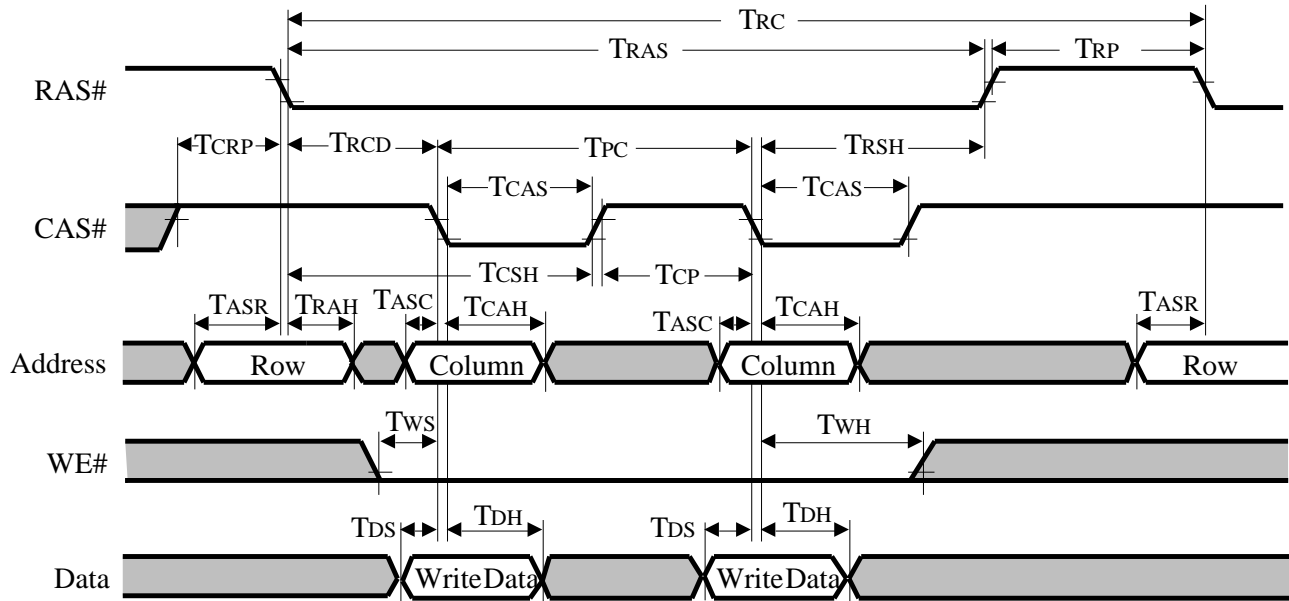 TRC
TRAS TRP
RAS#
TCRP TRCD TPC TRSH
TCAS TCAS
CAS#
TCSH TCP
TASR TRAH TASC TCAH TASC TCAH TASR
Address Row Column Column Row
TWS TWH
WE#
TDS TDH TDS TDH
Data WriteData WriteData